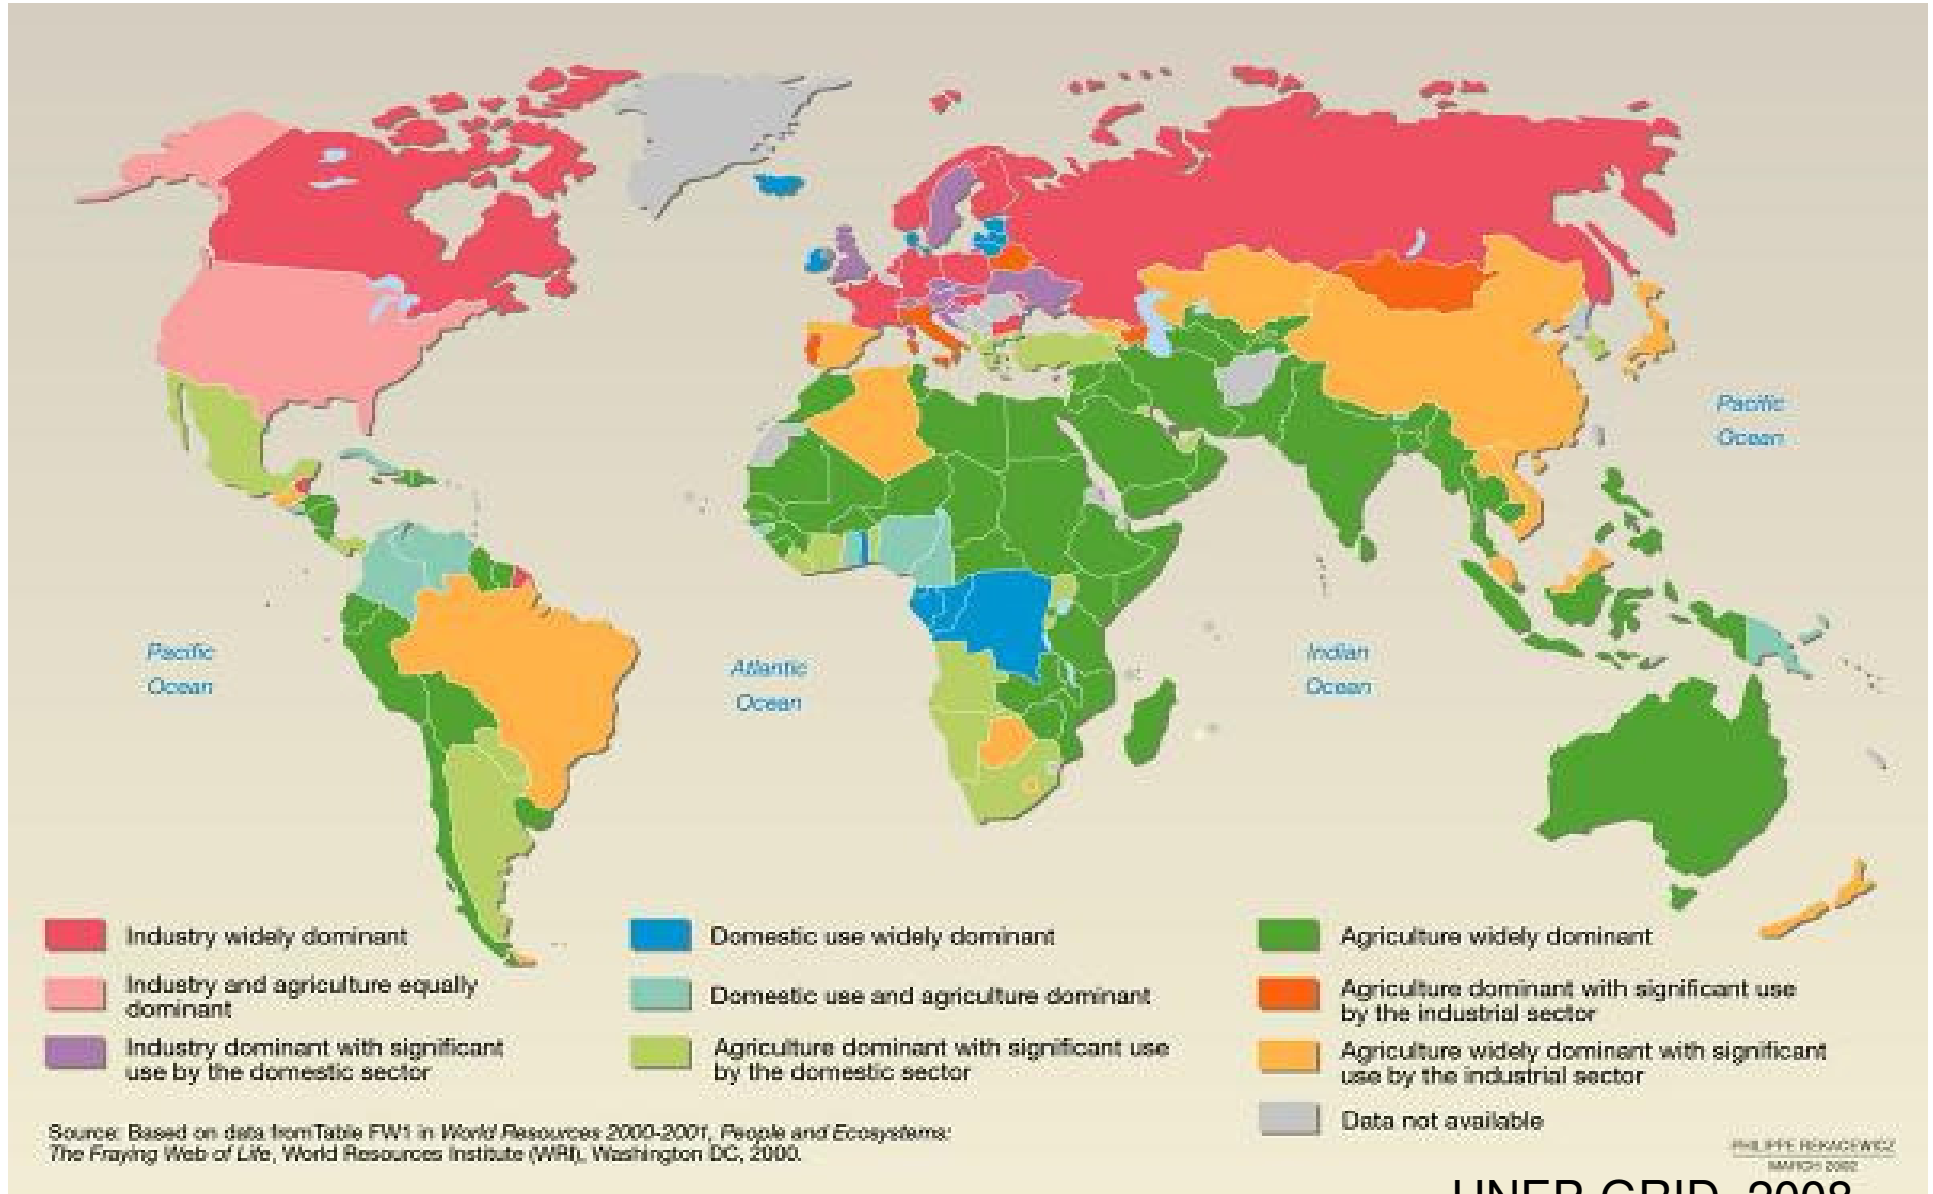 Pacific
Ocean
Pacific
Ocean
Atlantic
Ocean
Indian
Ocean
Industry widely dominant
Industry and agriculture equally
dominant
Industry dominant with significant
use by the domestic sector
Domestic use widely dominant
Domestic use and agriculture dominant
Agriculture dominant with significant use
by the domestic sector
Agriculture widely dominant
Agriculture dominant with significant use
by the industrial sector
Agriculture widely dominant with significant
use by the industrial sector
Data not available
Source: Based on data from Table FW1 in World Resources 2000-2001, People and Ecosystems:
The Fraying Web of Life, World Resources Institute (WRI), Washington DC, 2000.
PHILIPPE REKACEWICZ
MARCH 2002
UNEP GRID, 2008